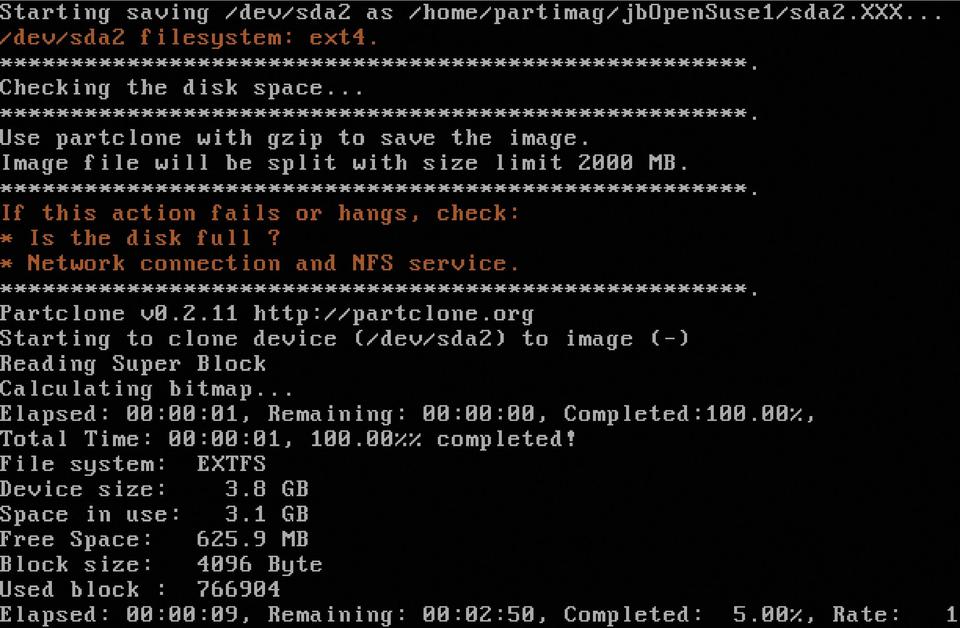 Starting saving /dev/sda2 as /home/partimag/jbOpenSuse1/sda2.XXX...
/dev/sda2 filesystem: ext4.
*****************************************************.
Checking the disk space...
*****************************************************.
Use partclone with gzip to save the image.
Image file will be split with size limit 2000 MB.
*****************************************************.
If this action fails or hangs, check:
* Is the disk full ?
* Network connection and NFS service.
*****************************************************.
Partclone v0.2.11 http://partclone.org
Starting to clone device (/dev/sda2) to image (-)
Reading Super Block
Calculating bitmap...
Elapsed: 00:00:01, Remaining: 00:00:00, Completed:100.00%,
Total Time: 00:00:01, 100.00%% completed!
File system:  EXTFS
Device size:    3.8 GB
Space in use:   3.1 GB
Free Space:   625.9 MB
Block size:   4096 Byte
Used block :  766904
Elapsed: 00:00:09, Remaining: 00:02:50, Completed:  5.00%, Rate:   1